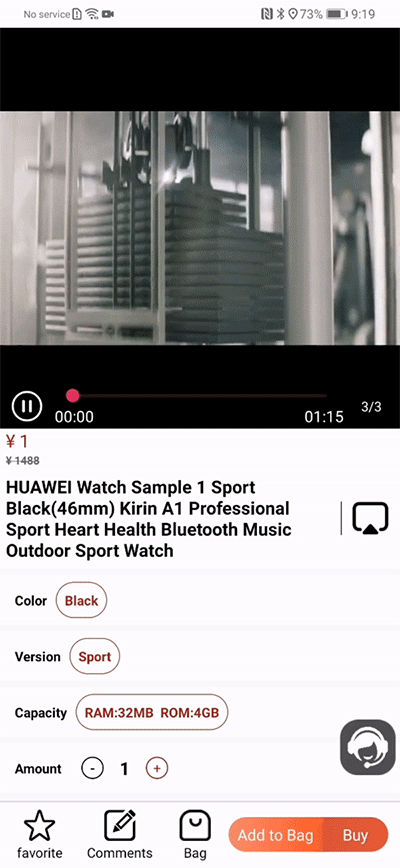 No service 73% 9:19
00:00 01:15 3/3
¥ 1
¥ 1488
HUAWEI Watch Sample 1 Sport
Black(46mm) Kirin A1 Professional
Sport Heart Health Bluetooth Music
Outdoor Sport Watch
Color Black
Version Sport
Capacity RAM:32MB ROM:4GB
Amount - 1 +
favorite Comments Bag Add to Bag Buy